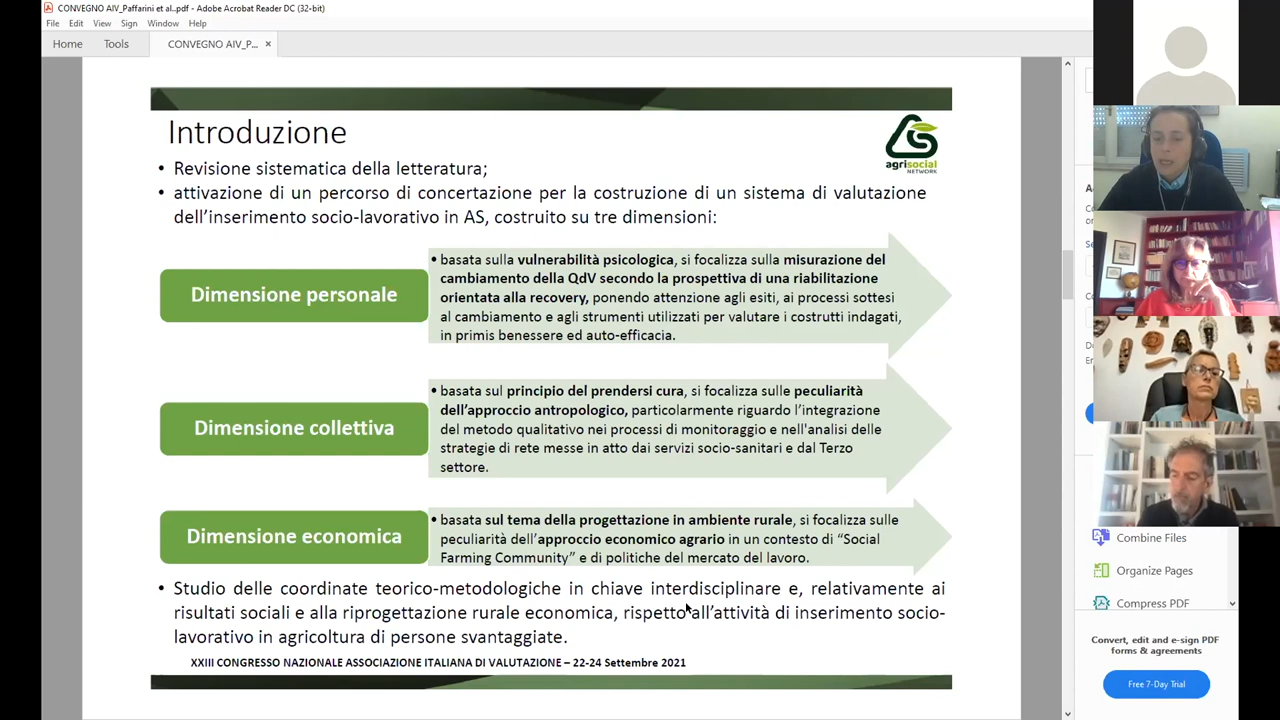 CONVEGNO AIV_Paffarini et al..pdf - Adobe Acrobat Reader DC (32-bit)
File Edit View Sign Window Help
Home Tools CONVEGNO AIV_P... ×
Introduzione
agrisocial
NETWORK
• Revisione sistematica della letteratura;
• attivazione di un percorso di concertazione per la costruzione di un sistema di valutazione
dell'inserimento socio-lavorativo in AS, costruito su tre dimensioni:
Dimensione personale
• basata sulla vulnerabilità psicologica, si focalizza sulla misurazione del
cambiamento della QdV secondo la prospettiva di una riabilitazione
orientata alla recovery, ponendo attenzione agli esiti, ai processi sottesi
al cambiamento e agli strumenti utilizzati per valutare i costrutti indagati,
in primis benessere ed auto-efficacia.
Dimensione collettiva
• basata sul principio del prendersi cura, si focalizza sulle peculiarità
dell'approccio antropologico, particolarmente riguardo l'integrazione
del metodo qualitativo nei processi di monitoraggio e nell'analisi delle
strategie di rete messe in atto dai servizi socio-sanitari e dal Terzo
settore.
Dimensione economica
• basata sul tema della progettazione in ambiente rurale, si focalizza sulle
peculiarità dell'approccio economico agrario in un contesto di "Social
Farming Community" e di politiche del mercato del lavoro.
• Studio delle coordinate teorico-metodologiche in chiave interdisciplinare e, relativamente ai
risultati sociali e alla riprogettazione rurale economica, rispetto all'attività di inserimento socio-
lavorativo in agricoltura di persone svantaggiate.
XXIII CONGRESSO NAZIONALE ASSOCIAZIONE ITALIANA DI VALUTAZIONE – 22-24 Settembre 2021
Combine Files
Organize Pages
Compress PDF
Convert, edit and e-sign PDF
forms & agreements
Free 7-Day Trial